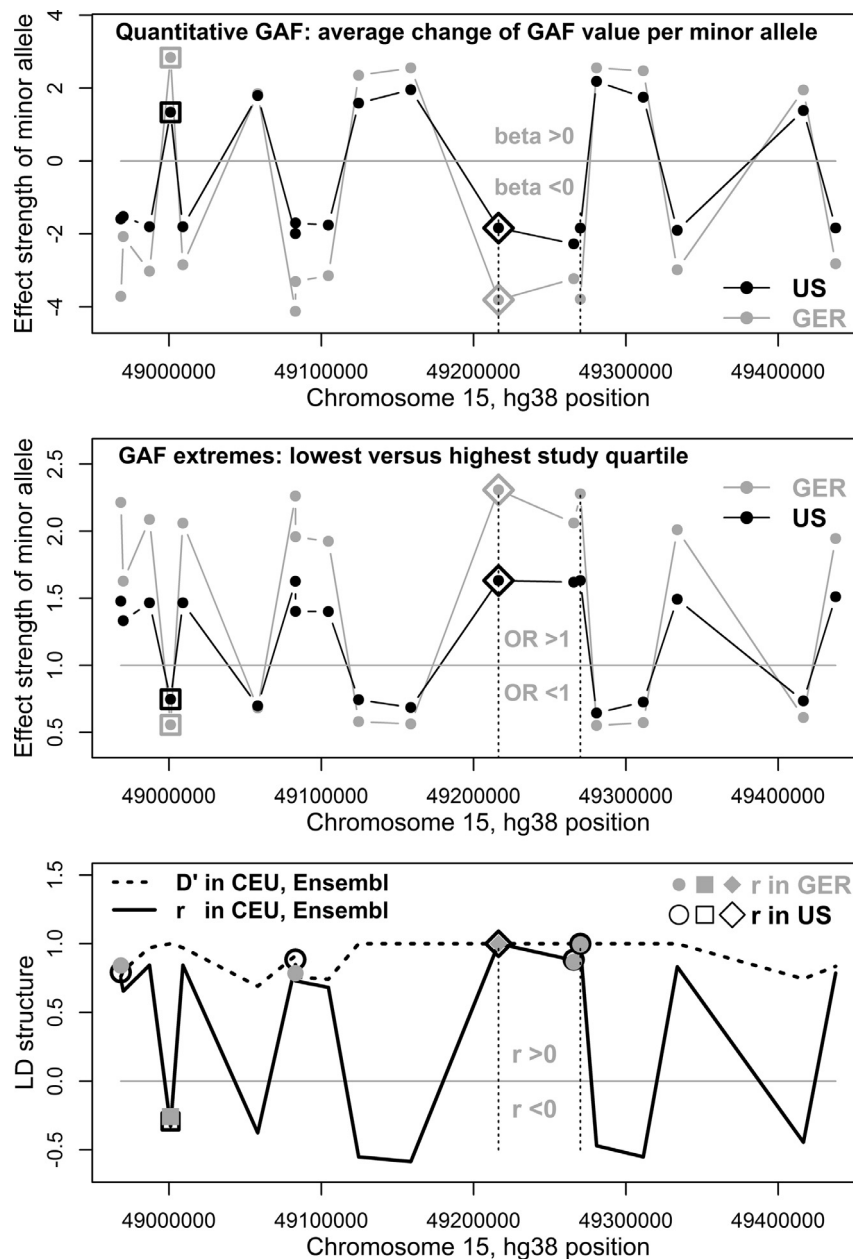 Quantitative GAF: average change of GAF value per minor allele
Effect strength of minor allele
2
0
-2
-4
beta >0
beta <0
US
GER
49000000 49100000 49200000 49300000 49400000
Chromosome 15, hg38 position
GAF extremes: lowest versus highest study quartile
Effect strength of minor allele
2.5
2.0
1.5
1.0
0.5
GER
US
OR >1
OR <1
49000000 49100000 49200000 49300000 49400000
Chromosome 15, hg38 position
LD structure
1.5
1.0
0.5
0.0
-0.5
D' in CEU, Ensembl
r in CEU, Ensembl
r in GER
r in US
r >0
r <0
49000000 49100000 49200000 49300000 49400000
Chromosome 15, hg38 position